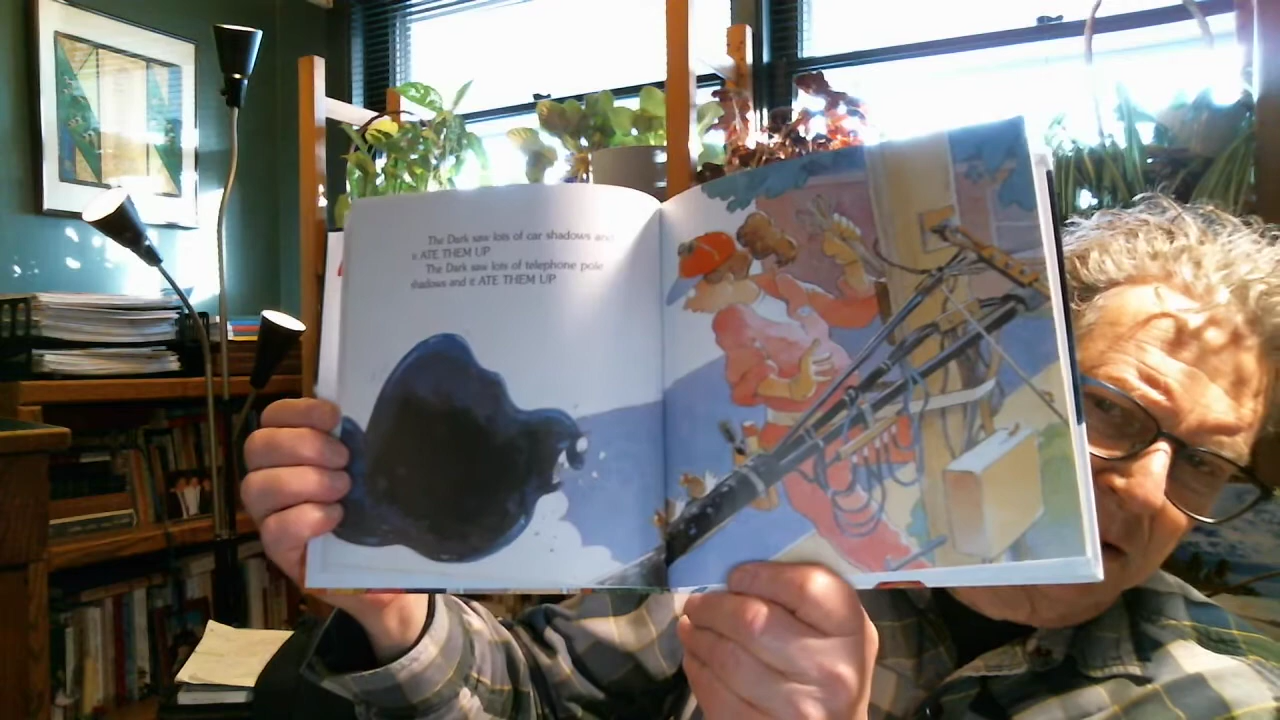 The Dark saw lots of car shadows and
it ATE THEM UP
The Dark saw lots of telephone pole
shadows and it ATE THEM UP